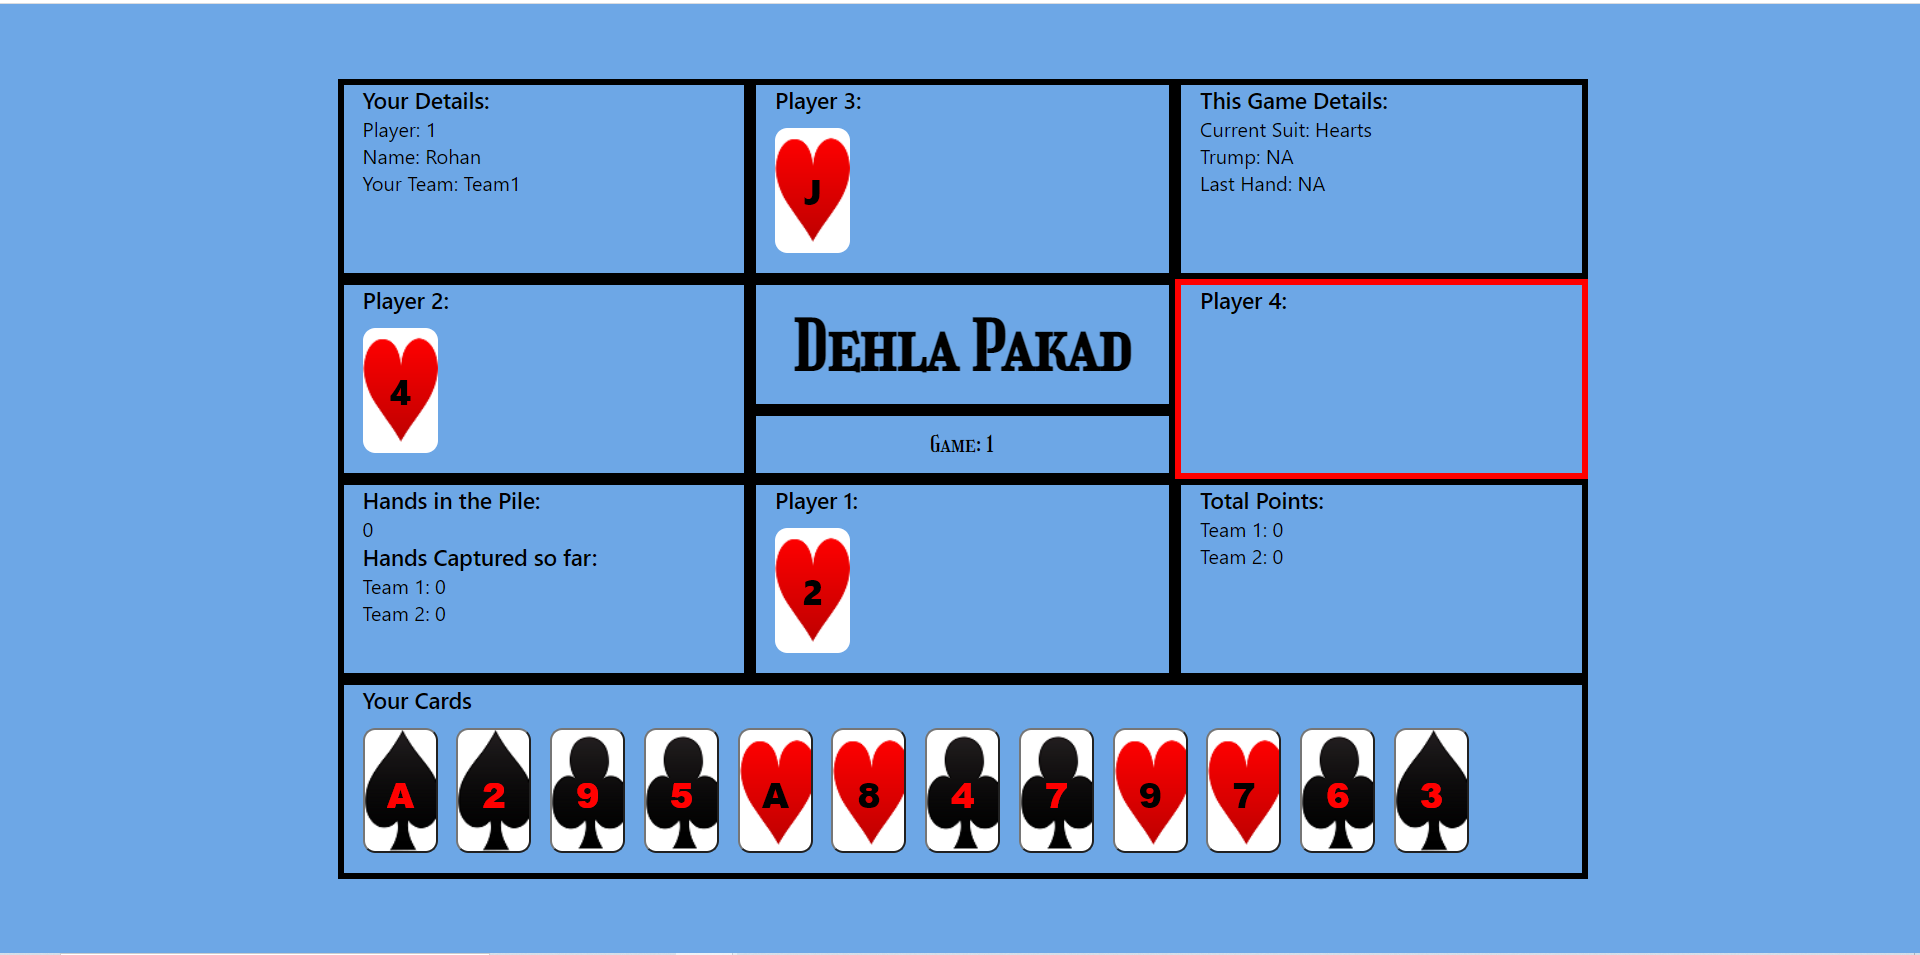 Your Details:
Player: 1
Name: Rohan
Your Team: Team1
Player 3:
J
This Game Details:
Current Suit: Hearts
Trump: NA
Last Hand: NA
Player 2:
4
Dehla Pakad
Game: 1
Player 4:
Hands in the Pile:
0
Hands Captured so far:
Team 1: 0
Team 2: 0
Player 1:
2
Total Points:
Team 1: 0
Team 2: 0
Your Cards
A 2 9 5 A 8 4 7 9 7 6 3